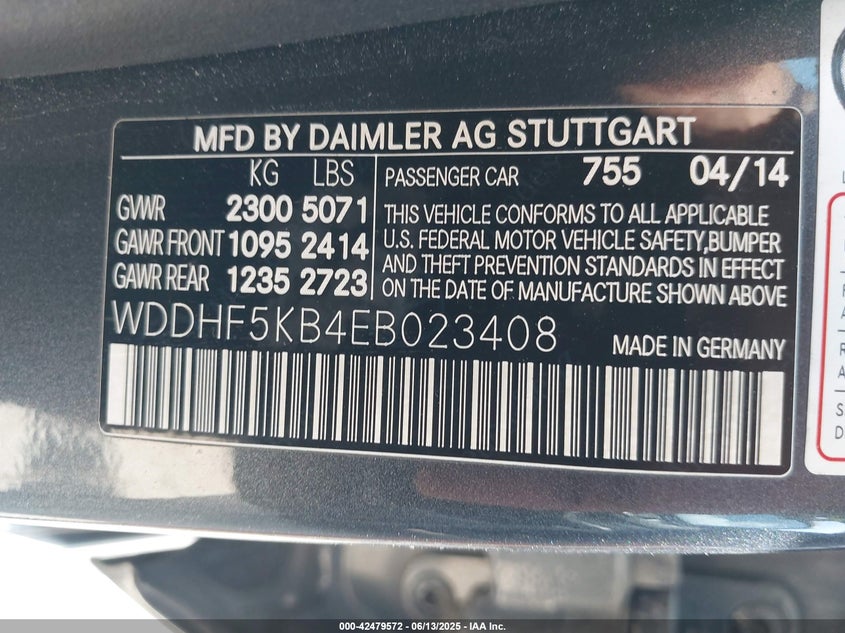 MFD BY DAIMLER AG STUTTGART
KG LBS
GVWR 2300 5071
GAWR FRONT 1095 2414
GAWR REAR 1235 2723
PASSENGER CAR 755 04/14
THIS VEHICLE CONFORMS TO ALL APPLICABLE
U.S. FEDERAL MOTOR VEHICLE SAFETY,BUMPER
AND THEFT PREVENTION STANDARDS IN EFFECT
ON THE DATE OF MANUFACTURE SHOWN ABOVE
WDDHF5KB4EB023408
MADE IN GERMANY
000-42479572 - 06/13/2025 - IAA Inc.